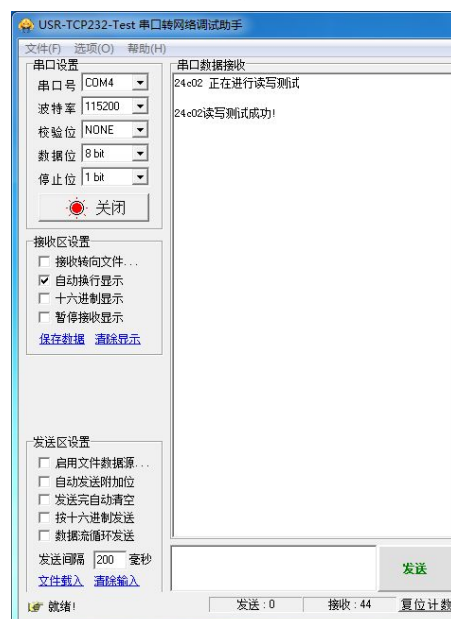 USR-TCP232-Test 串口转网络调试助手
文件(F) 选项(O) 帮助(H)
串口设置
串口号 COM4
波特率 115200
校验位 NONE
数据位 8 bit
停止位 1 bit
关闭
接收区设置
接收转向文件...
自动换行显示
十六进制显示
暂停接收显示
保存数据 清除显示
发送区设置
启用文件数据源...
自动发送附加位
发送完自动清空
按十六进制发送
数据流循环发送
发送间隔 200 毫秒
文件载入 清除输入
串口数据接收
24c02 正在进行读写测试
24c02读写测试成功!
发送
就绪!
发送 : 0
接收 : 44
复位计数